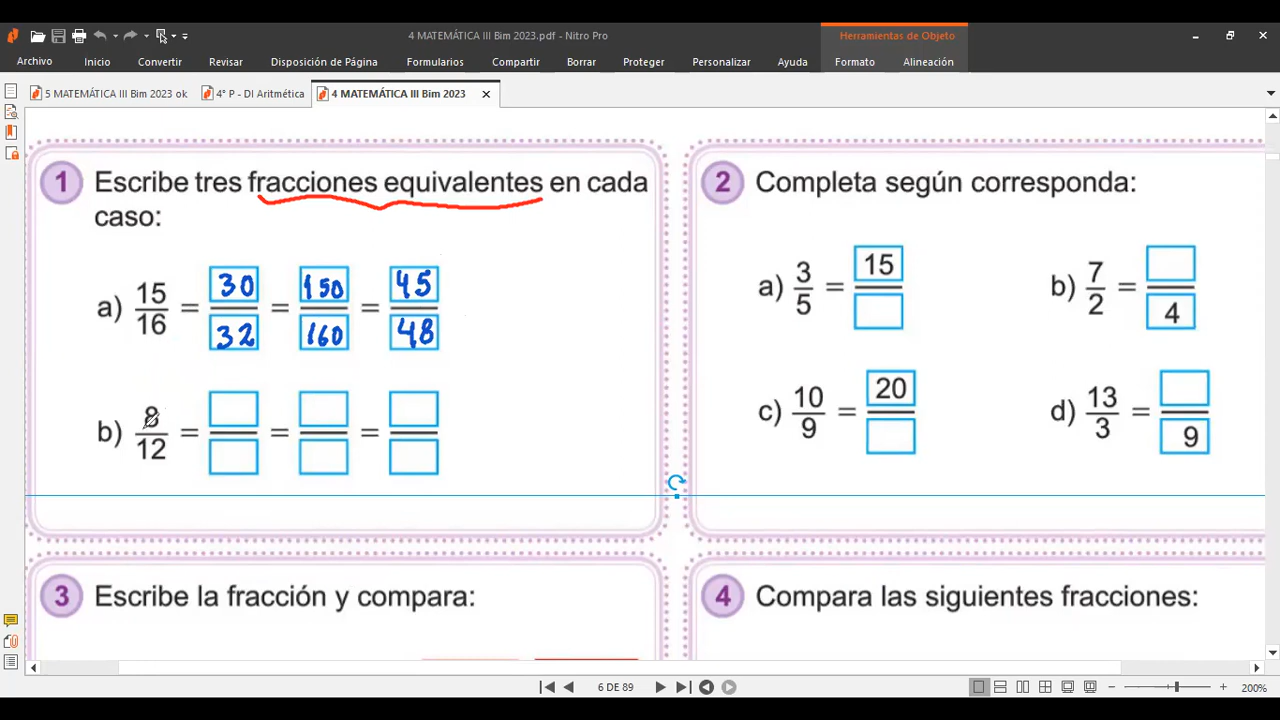 4 MATEMÁTICA III Bim 2023.pdf - Nitro Pro
Herramientas de Objeto
Archivo Inicio Convertir Revisar Disposición de Página Formularios Compartir Borrar Proteger Personalizar Ayuda Formato Alineación
5 MATEMÁTICA III Bim 2023 ok 4° P - DI Aritmética 4 MATEMÁTICA III Bim 2023
1 Escribe tres fracciones equivalentes en cada
caso:
a) 15/16 = 30/32 = 150/160 = 45/48
b) 8/12 = = =
2 Completa según corresponda:
a) 3/5 = 15/ b) 7/2 = /4
c) 10/9 = 20/ d) 13/3 = /9
3 Escribe la fracción y compara:
4 Compara las siguientes fracciones:
6 DE 89
200%